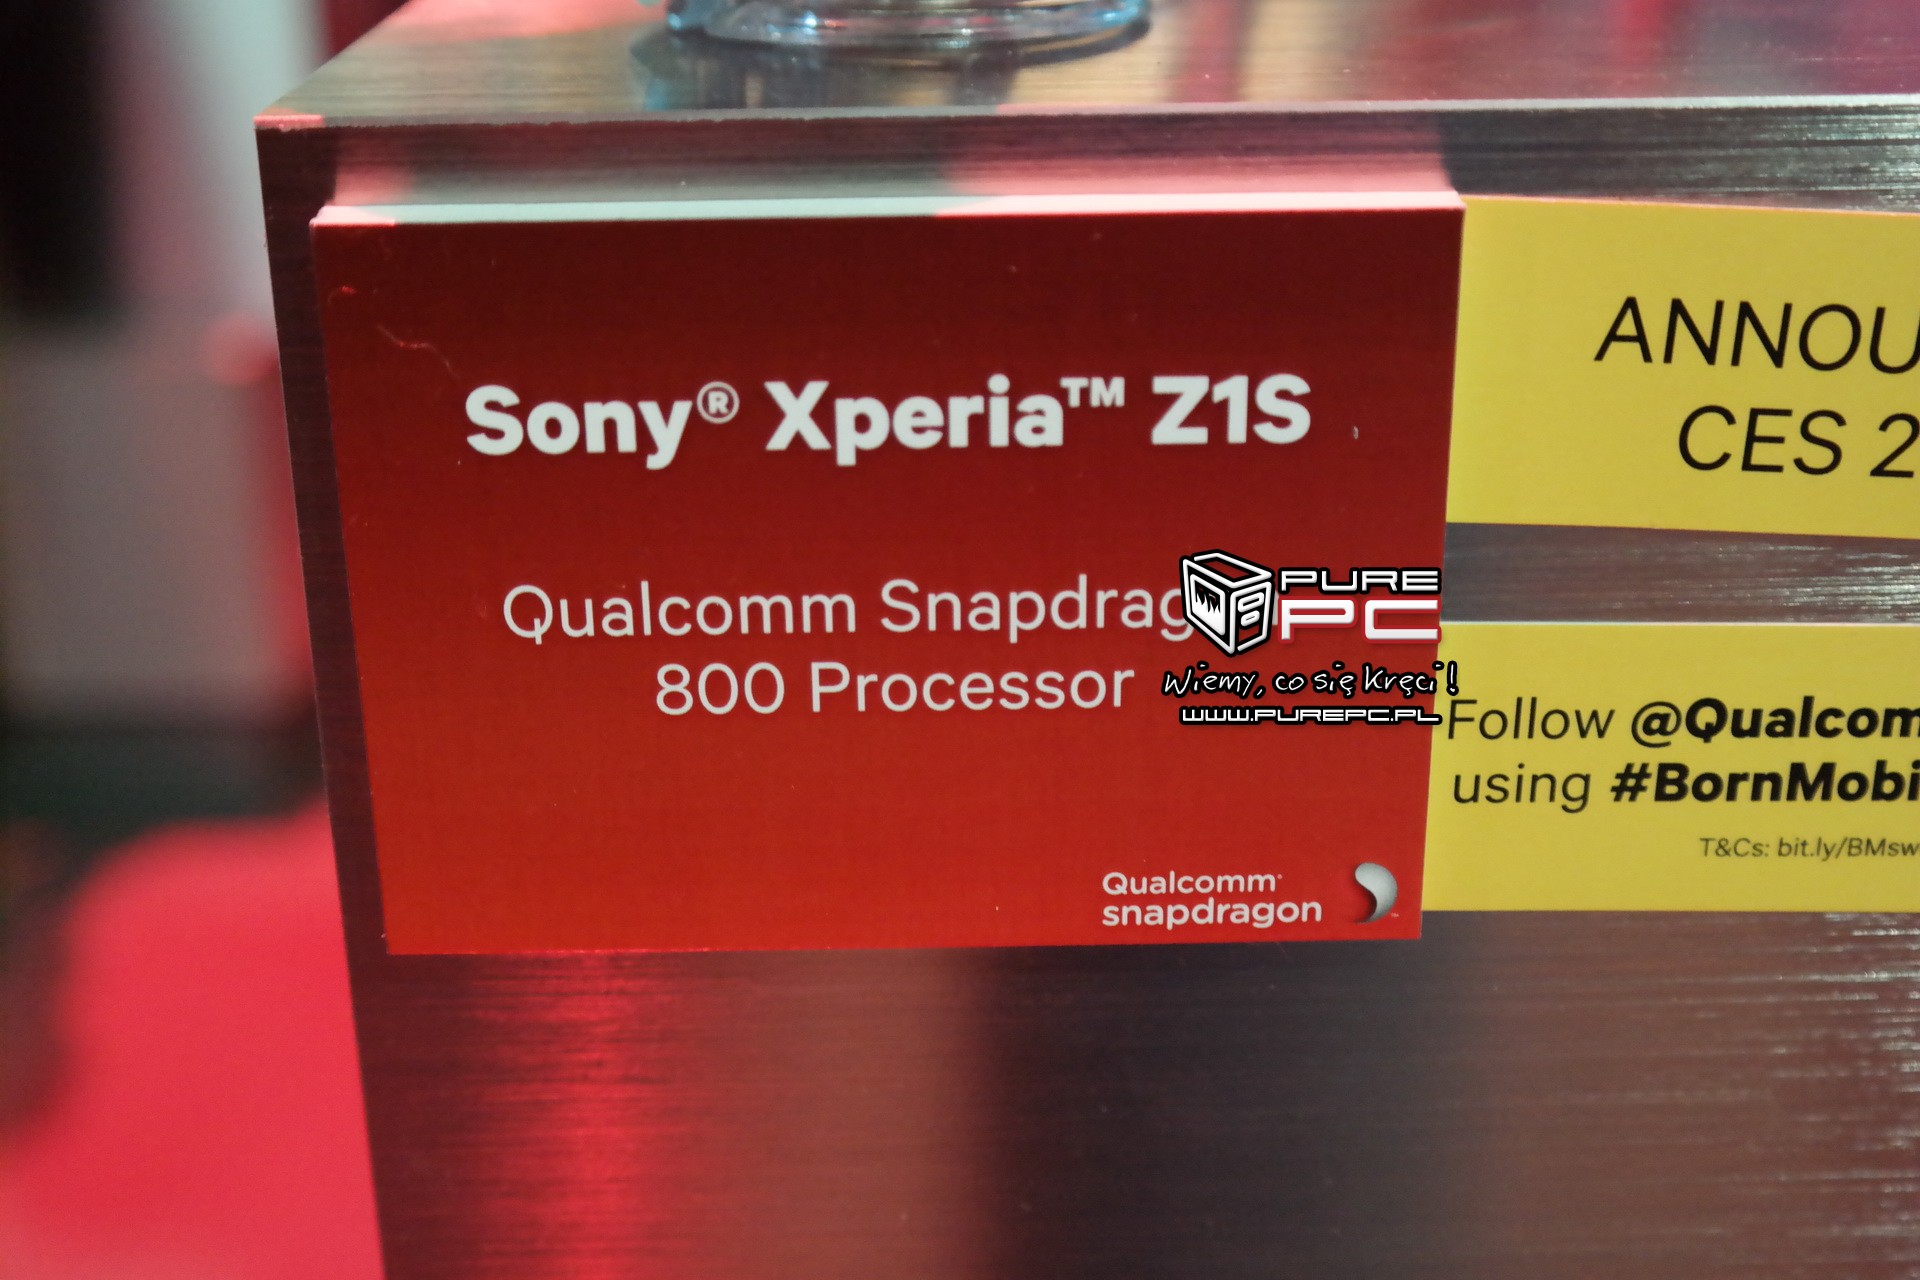 Sony® Xperia™ Z1S
Qualcomm Snapdrag
800 Processor
Qualcomm
snapdragon
PURE
PC
Wiemy, co się kręci!
WWW.PUREPC.PL
ANNOU
CES 2
Follow @Qualcom
using #BornMobi
T&Cs: bit.ly/BMsw